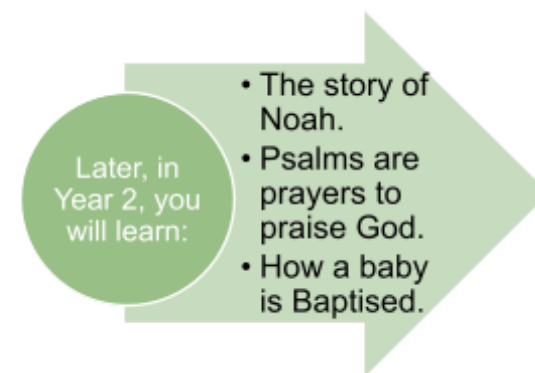 Later, in
Year 2, you
will learn:
• The story of
Noah.
• Psalms are
prayers to
praise God.
• How a baby
is Baptised.